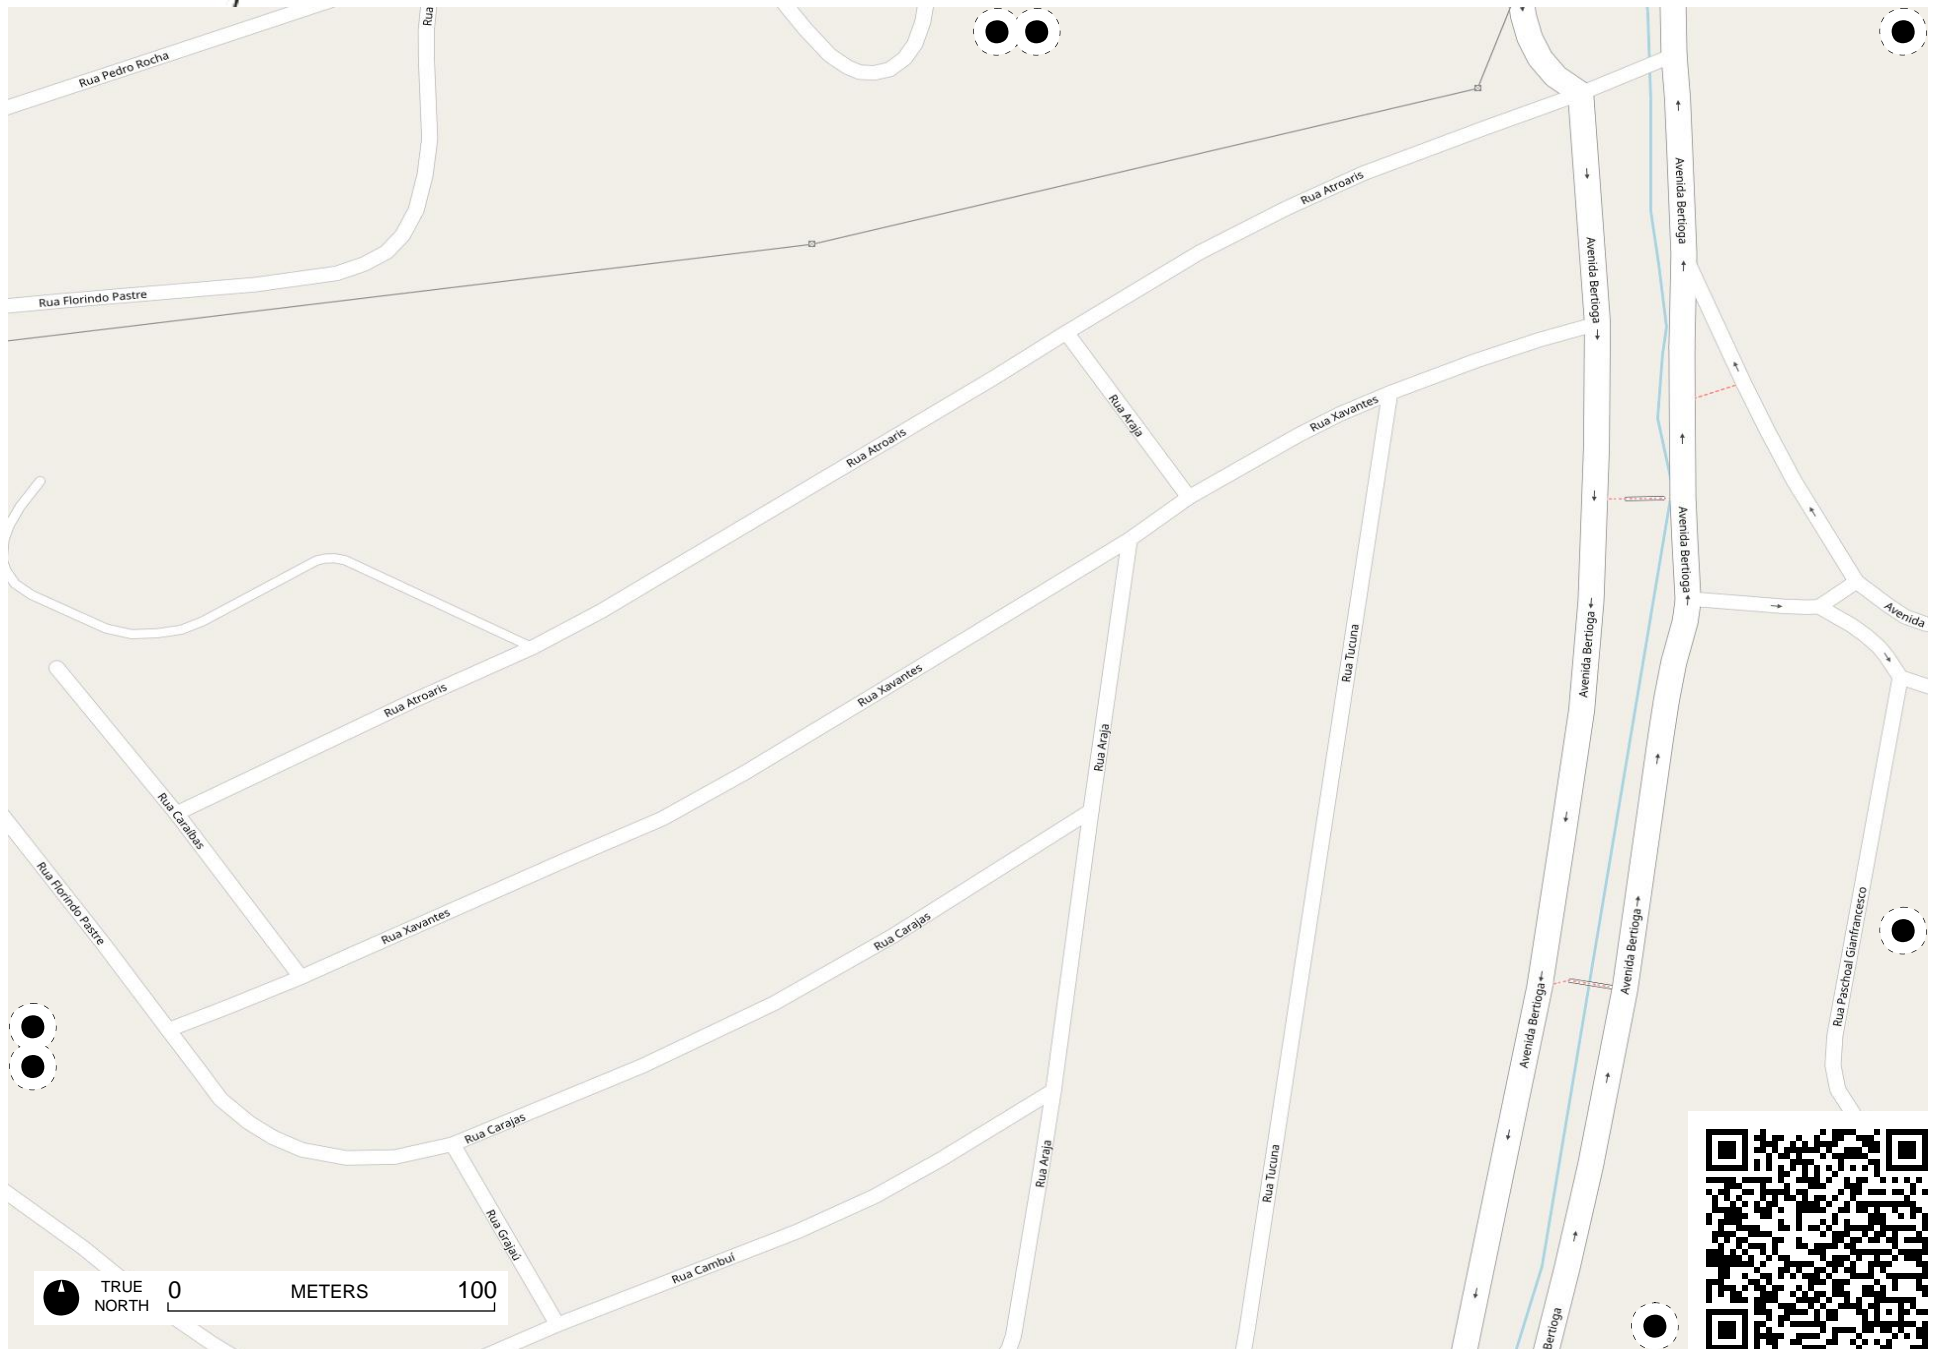 Rua
Rua Pedro Rocha
Rua Atroaris
Avenida Bertioga
Avenida Bertioga
Rua Florindo Pastre
Rua Araja
Rua Xavantes
Rua Atroaris
Avenida Bertioga
Avenida
Rua Tucuna
Avenida Bertioga
Rua Xavantes
Rua Atroaris
Rua Araja
Rua Caraíbas
Rua Florindo Pastre
Rua Xavantes
Rua Carajas
Avenida Bertioga
Rua Paschoal Gianfrancesco
Avenida Bertioga
Rua Carajas
Rua Araja
Rua Tucuna
Rua Grajaú
Rua Cambuí
Bertioga
TRUE
NORTH
0 METERS 100